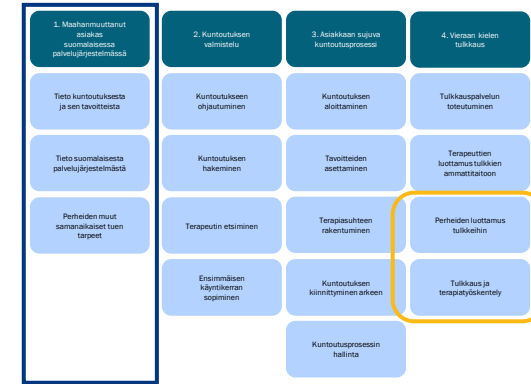 1. Maahanmuuttanut
asiakas
suomalaisessa
palvelujärjestelmässä
Tieto kuntoutuksesta
ja sen tavoitteista
Tieto suomalaisesta
palvelujärjestelmästä
Perheiden muut
samanaikaiset tuen
tarpeet
2. Kuntoutuksen
valmistelu
Kuntoutukseen
ohjautuminen
Kuntoutuksen
hakeminen
Terapeutin etsiminen
Ensimmäisen
käyntikerran
sopiminen
3. Asiakkaan sujuva
kuntoutusprosessi
Kuntoutuksen
aloittaminen
Tavoitteiden
asettaminen
Terapiasuhteen
rakentuminen
Kuntoutuksen
kiinnittyminen arkeen
Kuntoutusprosessin
hallinta
4. Vieraan kielen
tulkkaus
Tulkkauspalvelun
toteutuminen
Terapeuttien
luottamus tulkkien
ammattitaitoon
Perheiden luottamus
tulkkeihin
Tulkkaus ja
terapiatyöskentely